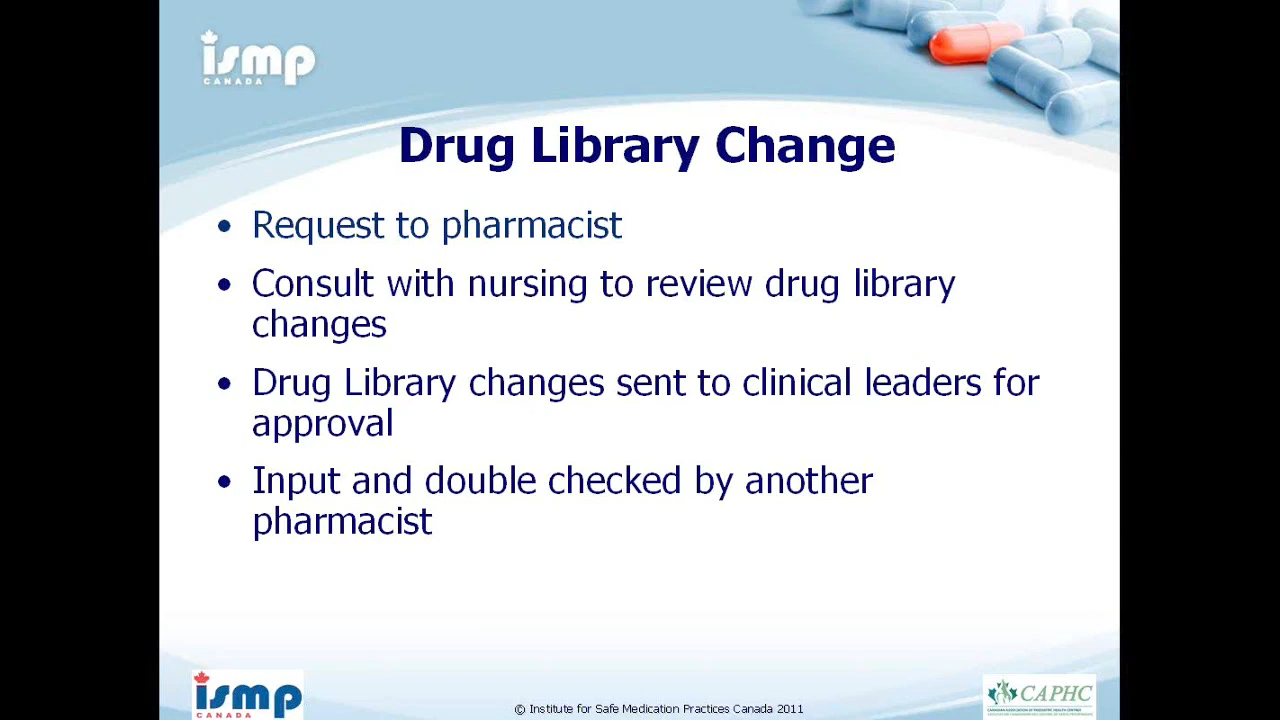 ismp
CANADA
Drug Library Change
• Request to pharmacist
• Consult with nursing to review drug library
changes
• Drug Library changes sent to clinical leaders for
approval
• Input and double checked by another
pharmacist
ismp
CANADA
© Institute for Safe Medication Practices Canada 2011
CAPHC